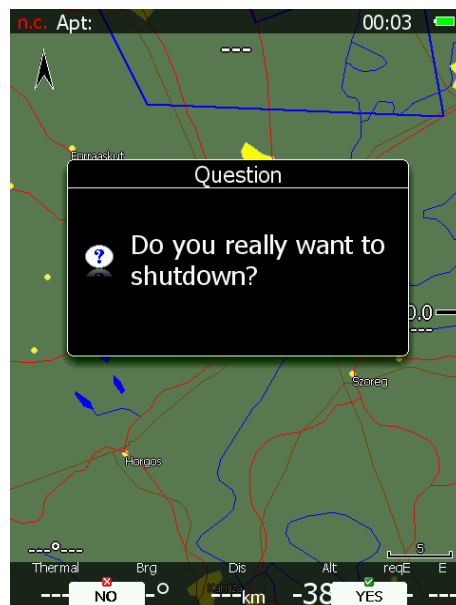 n.c. Apt: 00:03
---
Forraaskut
Question
Do you really want to
shutdown?
Szoreg
Horgos
5
Thermal Brg Dis Alt reqE E
NO ---km -38 YES --